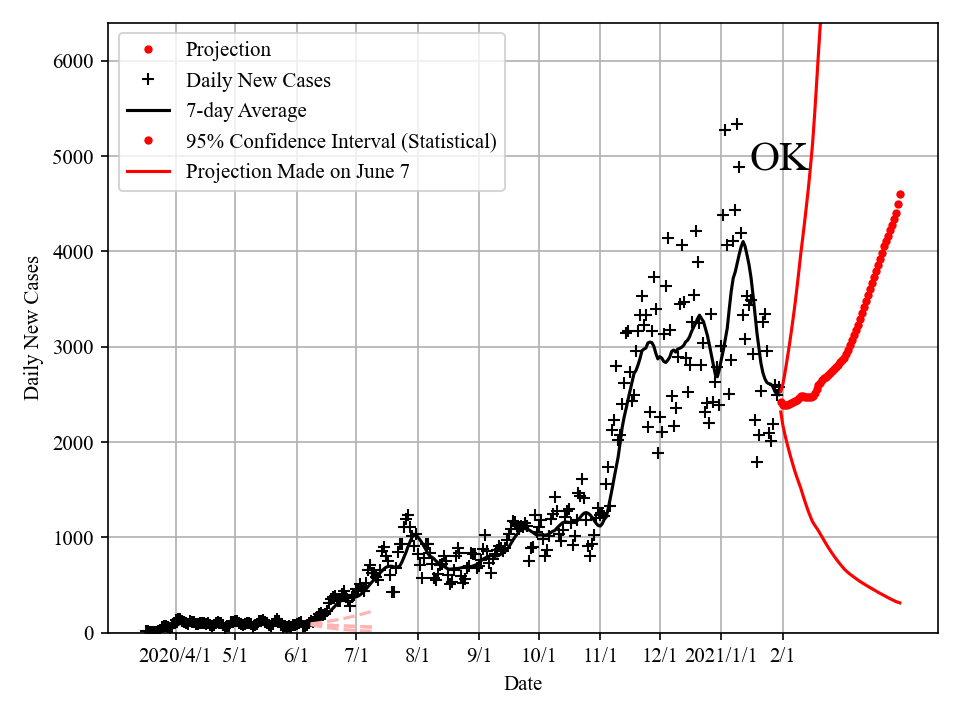 6000
5000
4000
3000
2000
1000
0
Daily New Cases
Projection
Daily New Cases
7-day Average
95% Confidence Interval (Statistical)
Projection Made on June 7
OK
2020/4/1 5/1 6/1 7/1 8/1 9/1 10/1 11/1 12/1 2021/1/1 2/1
Date